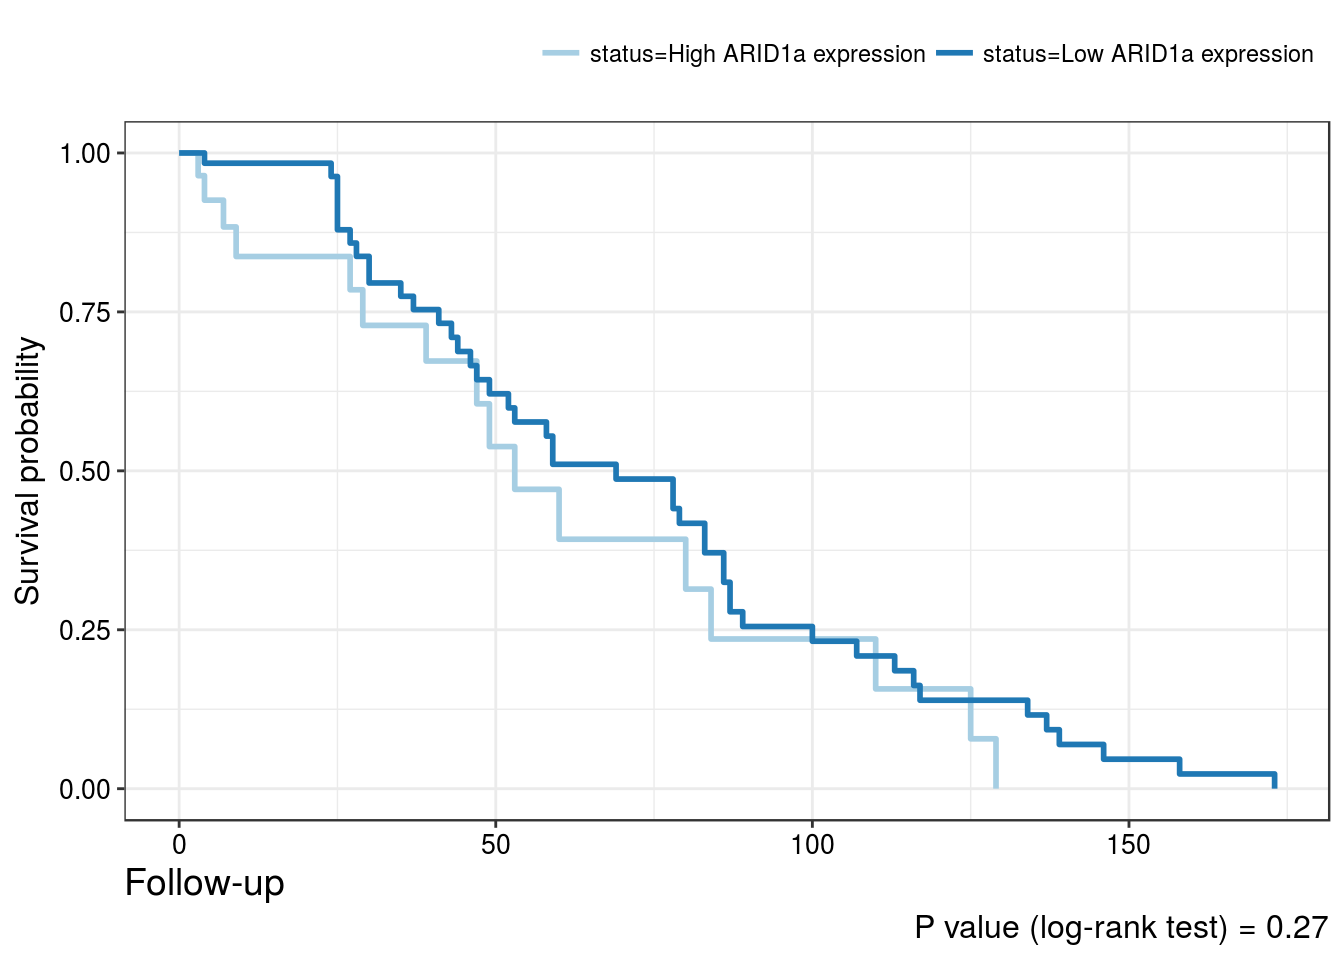 status=High ARID1a expression status=Low ARID1a expression
Survival probability
1.00
0.75
0.50
0.25
0.00
0 50 100 150
Follow-up
P value (log-rank test) = 0.27